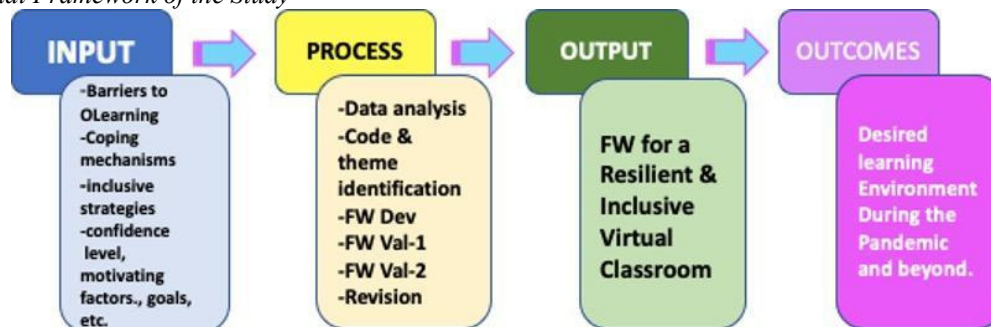 Framework of the Study
INPUT
-Barriers to
OLearning
-Coping
mechanisms
-inclusive
strategies
-confidence
level,
motivating
factors., goals,
etc.
PROCESS
-Data analysis
-Code &
theme
identification
-FW Dev
-FW Val-1
-FW Val-2
-Revision
OUTPUT
FW for a
Resilient &
Inclusive
Virtual
Classroom
OUTCOMES
Desired
learning
Environment
During the
Pandemic
and beyond.